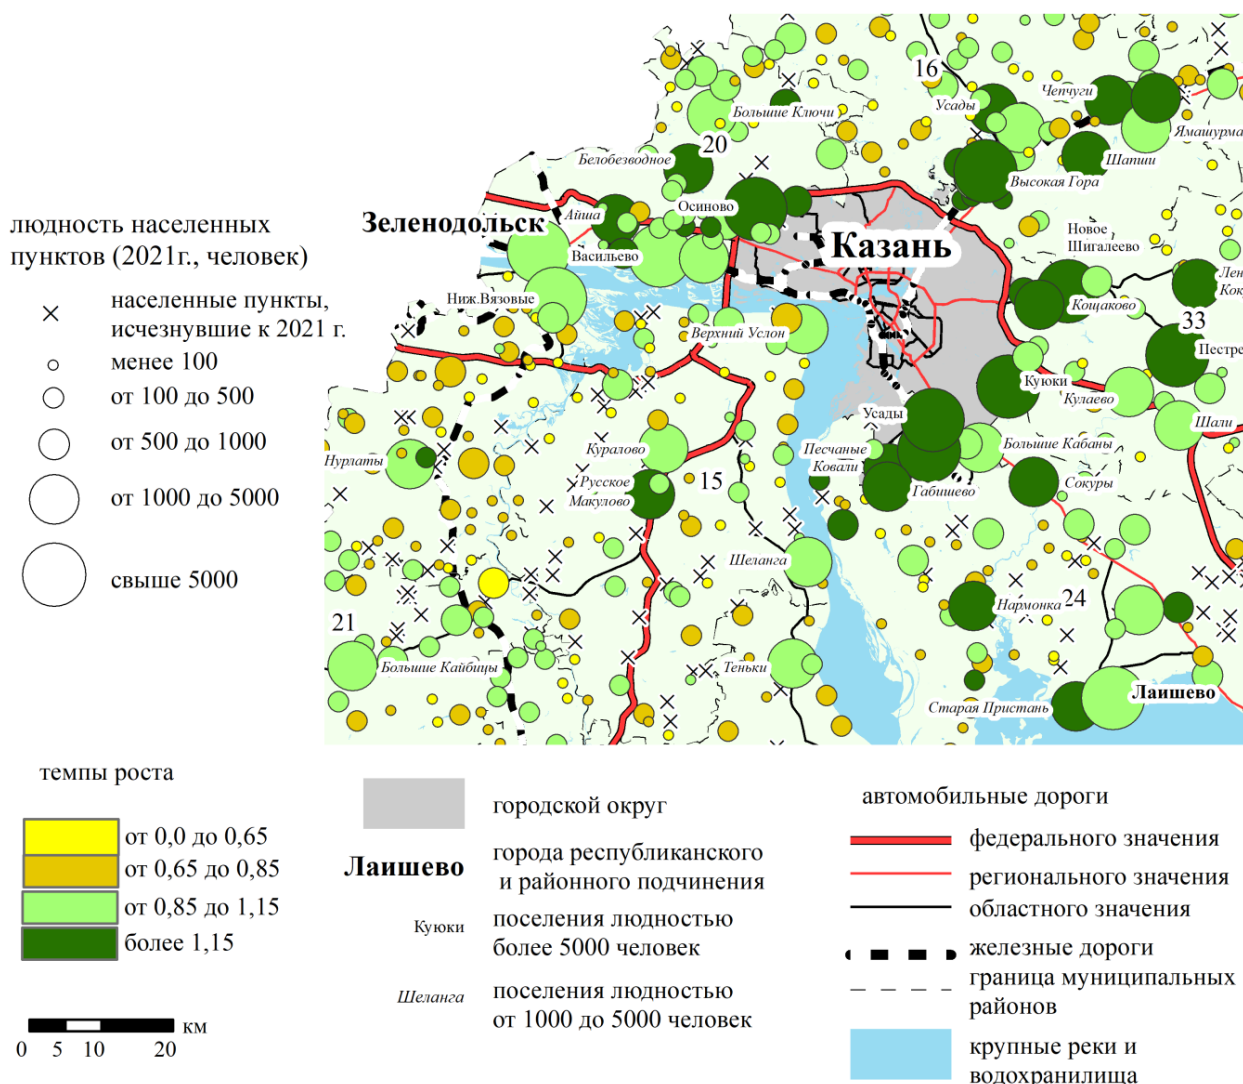 16
Чепчуги
Усады
Большие Ключи
Ямашурма
20
Белобезводное
Шапши
Высокая Гора
Осиново
Айша
Зеленодольск
Новое
Шигалеево
Казань
Васильево
Лен
Коку
Ниж.Вязовые
Кощаково
33
Верхний Услон
Пестре
Куюки
Кулаево
Усады
Шали
Куралово
Песчаные
Ковали
Большие Кабаны
Нурлаты
Русское
Макулово
15
Габишево
Сокуры
Шеланга
Нармонка
24
21
Большие Кайбицы
Теньки
Лаишево
Старая Пристань
людность населенных
пунктов (2021г., человек)
населенные пункты,
исчезнувшие к 2021 г.
менее 100
от 100 до 500
от 500 до 1000
от 1000 до 5000
свыше 5000
темпы роста
от 0,0 до 0,65
от 0,65 до 0,85
от 0,85 до 1,15
более 1,15
км
0 5 10 20
городской округ
Лаишево
города республиканского
и районного подчинения
Куюки
поселения людностью
более 5000 человек
Шеланга
поселения людностью
от 1000 до 5000 человек
автомобильные дороги
федерального значения
регионального значения
областного значения
железные дороги
граница муниципальных
районов
крупные реки и
водохранилища